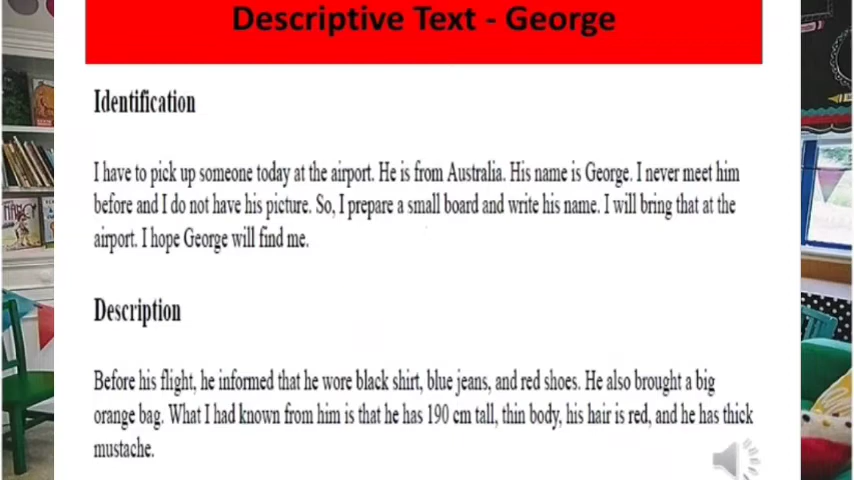 Descriptive Text - George
Identification
I have to pick up someone today at the airport. He is from Australia. His name is George. I never meet him
before and I do not have his picture. So, I prepare a small board and write his name. I will bring that at the
airport. I hope George will find me.
Description
Before his flight, he informed that he wore black shirt, blue jeans, and red shoes. He also brought a big
orange bag. What I had known from him is that he has 190 cm tall, thin body, his hair is red, and he has thick
mustache.